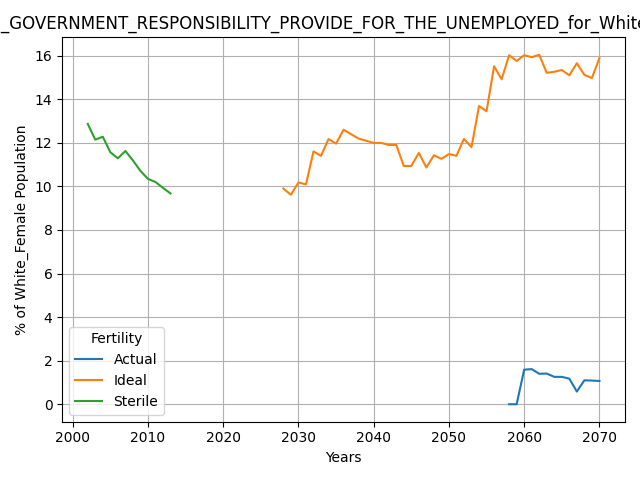 _GOVERNMENT_RESPONSIBILITY_PROVIDE_FOR_THE_UNEMPLOYED_for_White
% of White_Female Population
16
14
12
10
8
6
4
2
0
Fertility
Actual
Ideal
Sterile
2000 2010 2020 2030 2040 2050 2060 2070
Years